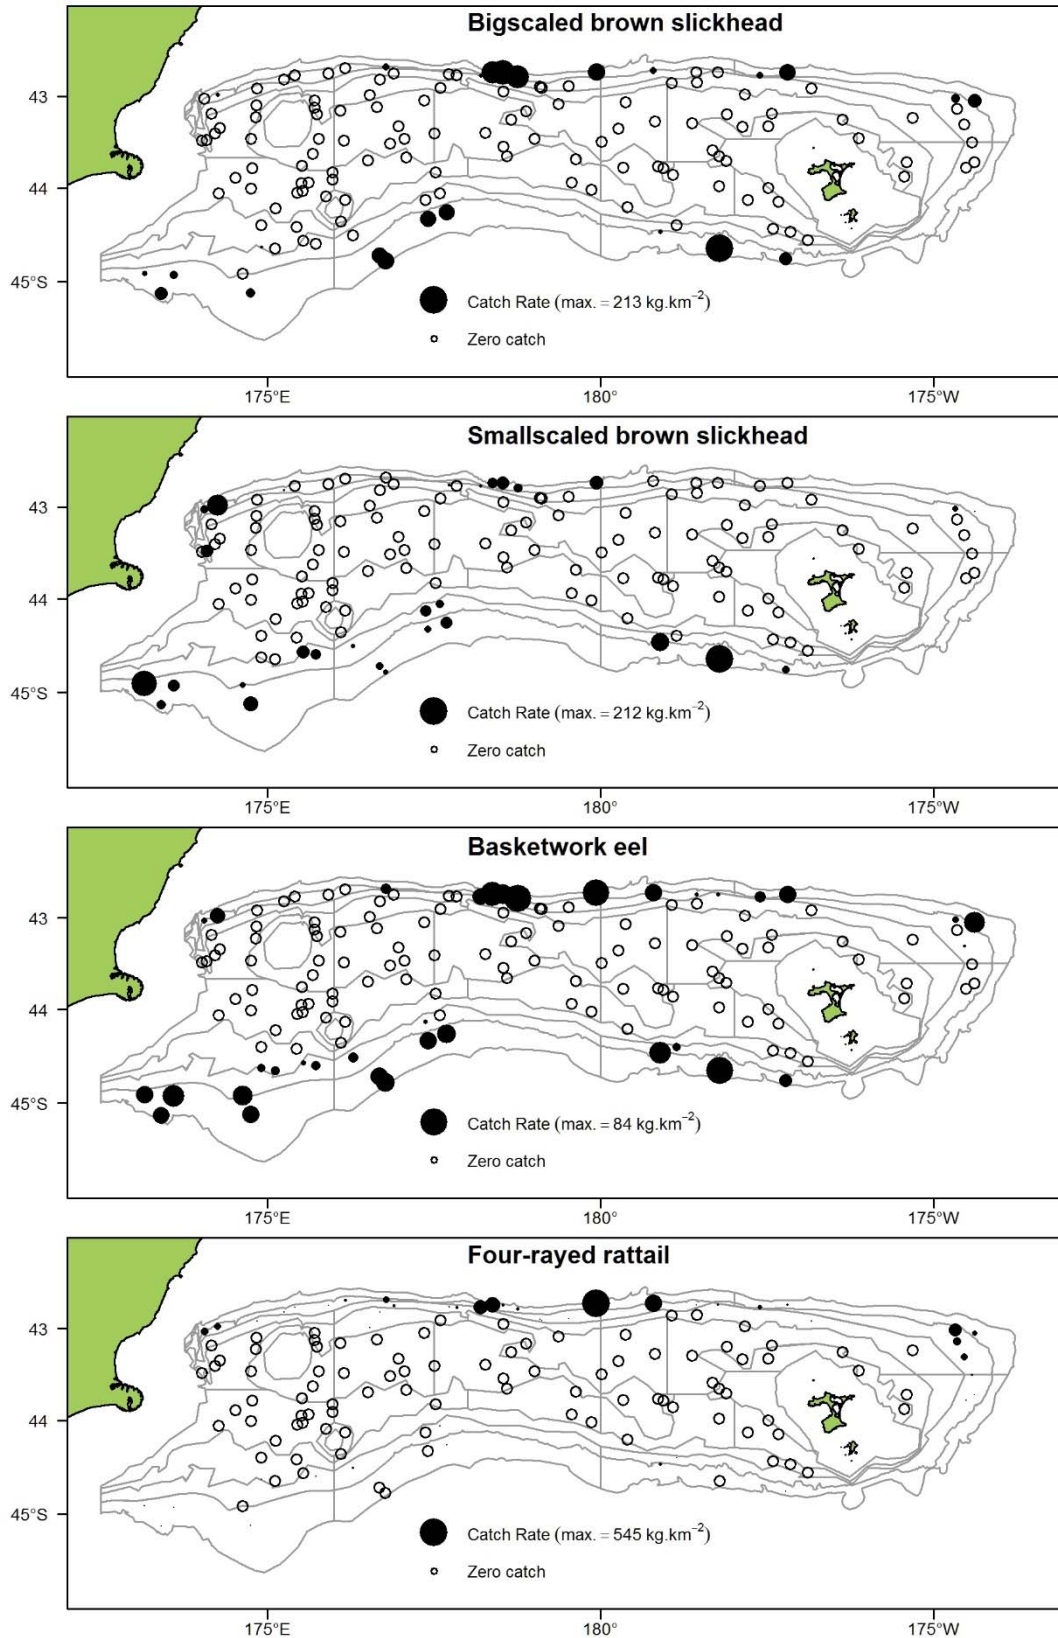 Bigscaled brown slickhead
43
44
45°S
Catch Rate (max. = 213 kg.km⁻²)
Zero catch
175°E 180° 175°W
Smallscaled brown slickhead
43
44
45°S
Catch Rate (max. = 212 kg.km⁻²)
Zero catch
175°E 180° 175°W
Basketwork eel
43
44
45°S
Catch Rate (max. = 84 kg.km⁻²)
Zero catch
175°E 180° 175°W
Four-rayed rattail
43
44
45°S
Catch Rate (max. = 545 kg.km⁻²)
Zero catch
175°E 180° 175°W